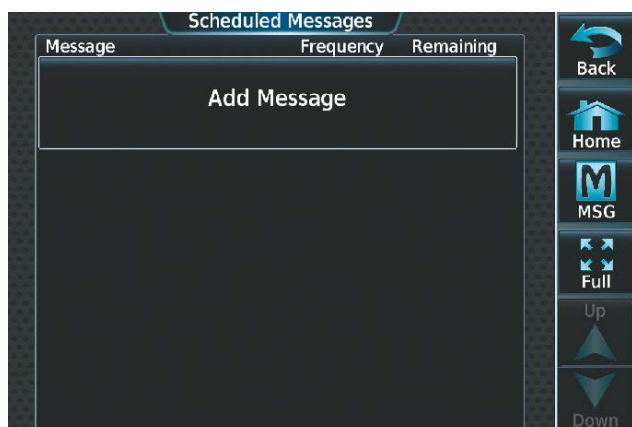 Scheduled Messages
Message Frequency Remaining
Add Message
Back
Home
M
MSG
Full
Up
Down